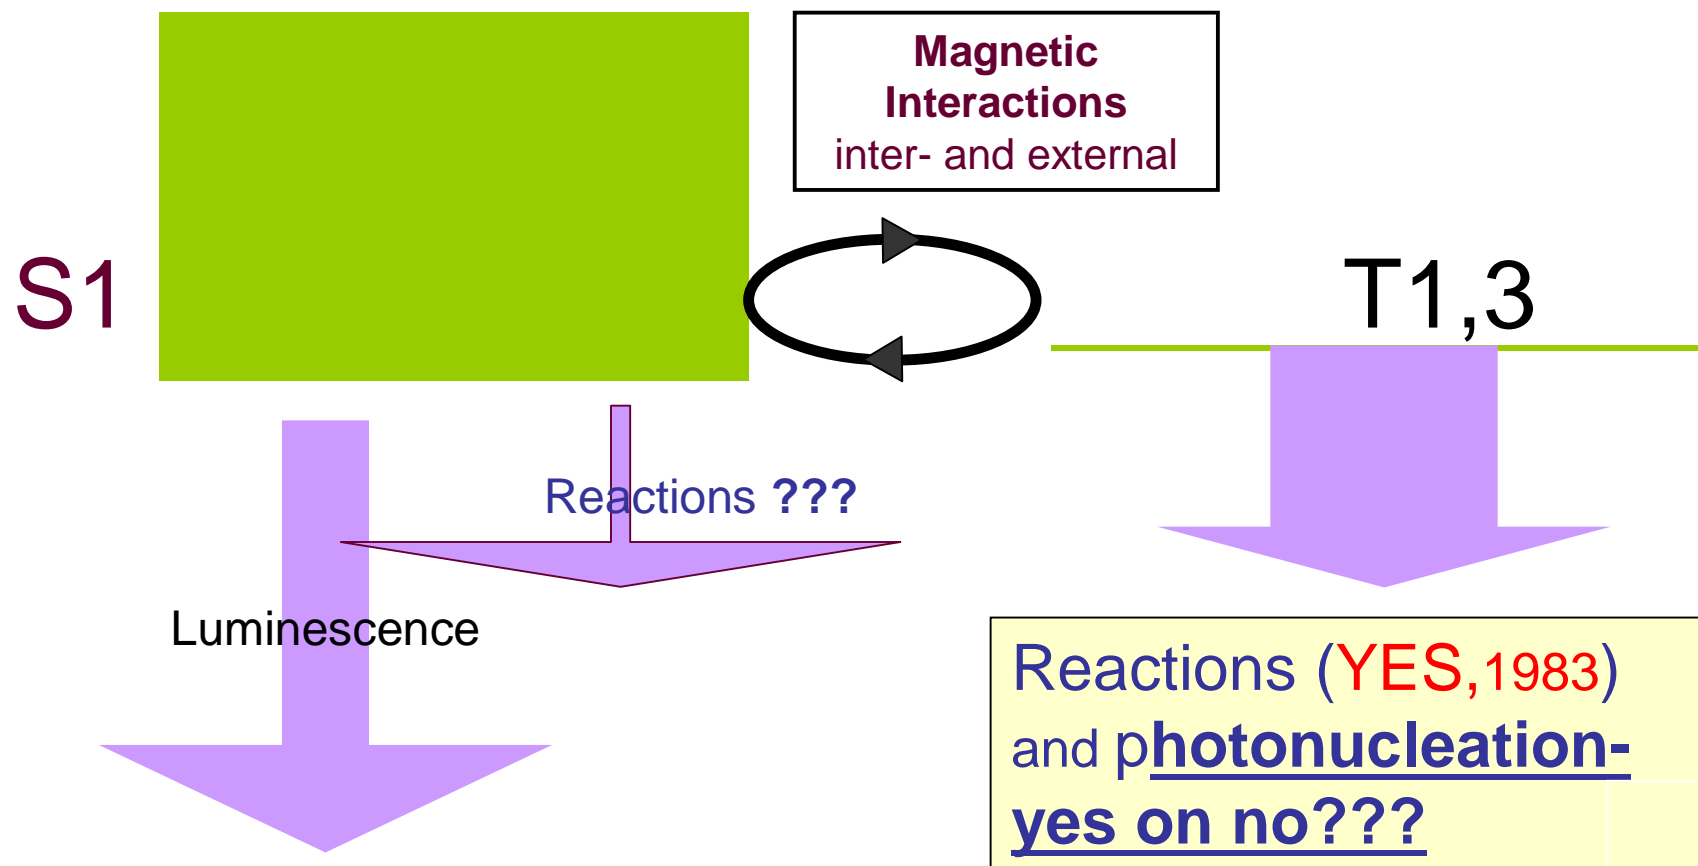 Magnetic
Interactions
inter- and external
S1
T1,3
Reactions ???
Luminescence
Reactions (YES,1983)
and photonucleation-
yes on no???